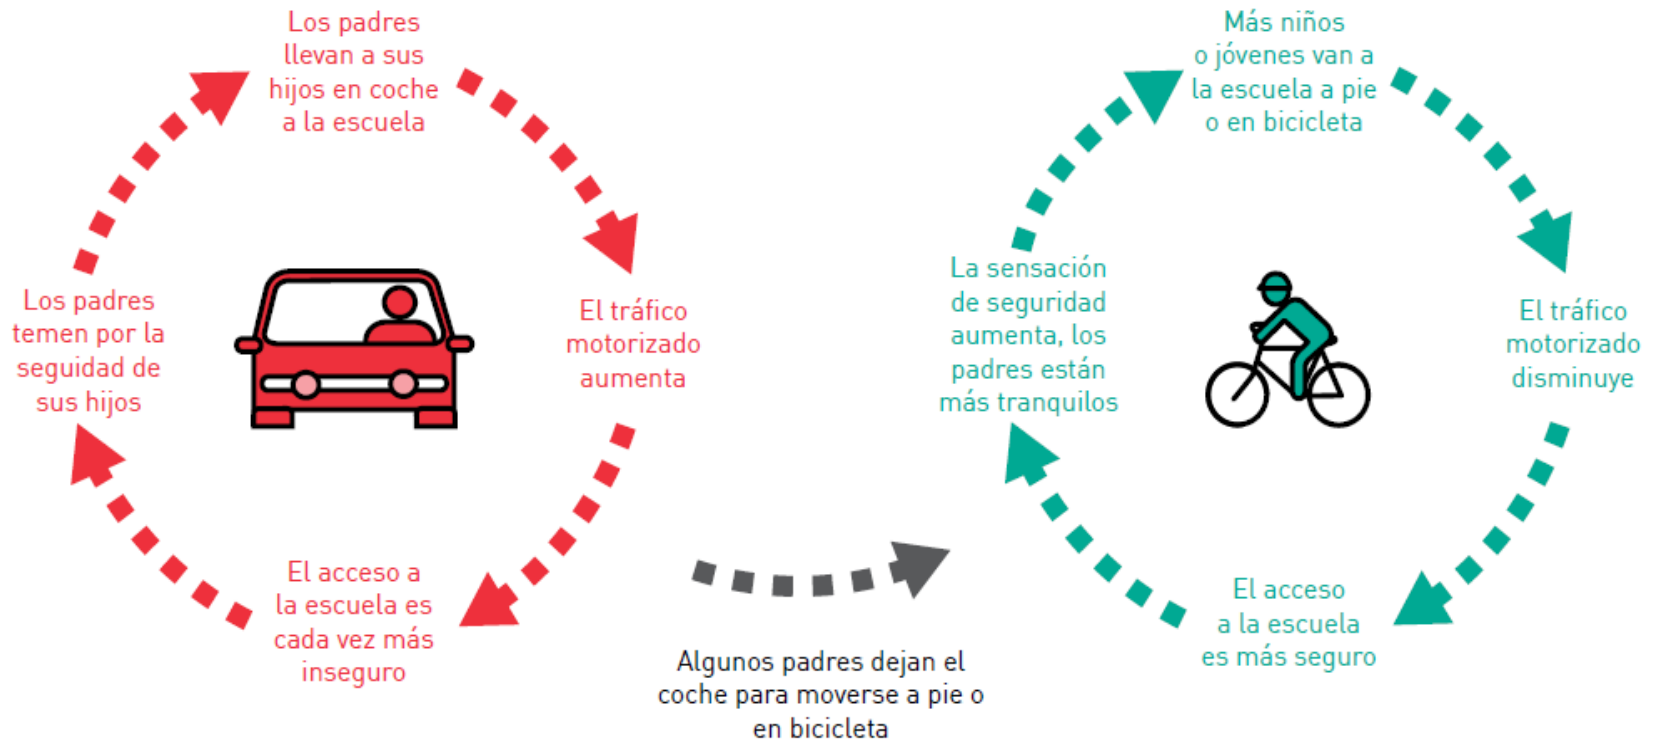 Los padres
llevan a sus
hijos en coche
a la escuela
El tráfico
motorizado
aumenta
El acceso a
la escuela es
cada vez más
inseguro
Los padres
temen por la
seguidad de
sus hijos
Algunos padres dejan el
coche para moverse a pie o
en bicicleta
Más niños
o jóvenes van a
la escuela a pie
o en bicicleta
El tráfico
motorizado
disminuye
El acceso
a la escuela
es más seguro
La sensación
de seguridad
aumenta, los
padres están
más tranquilos